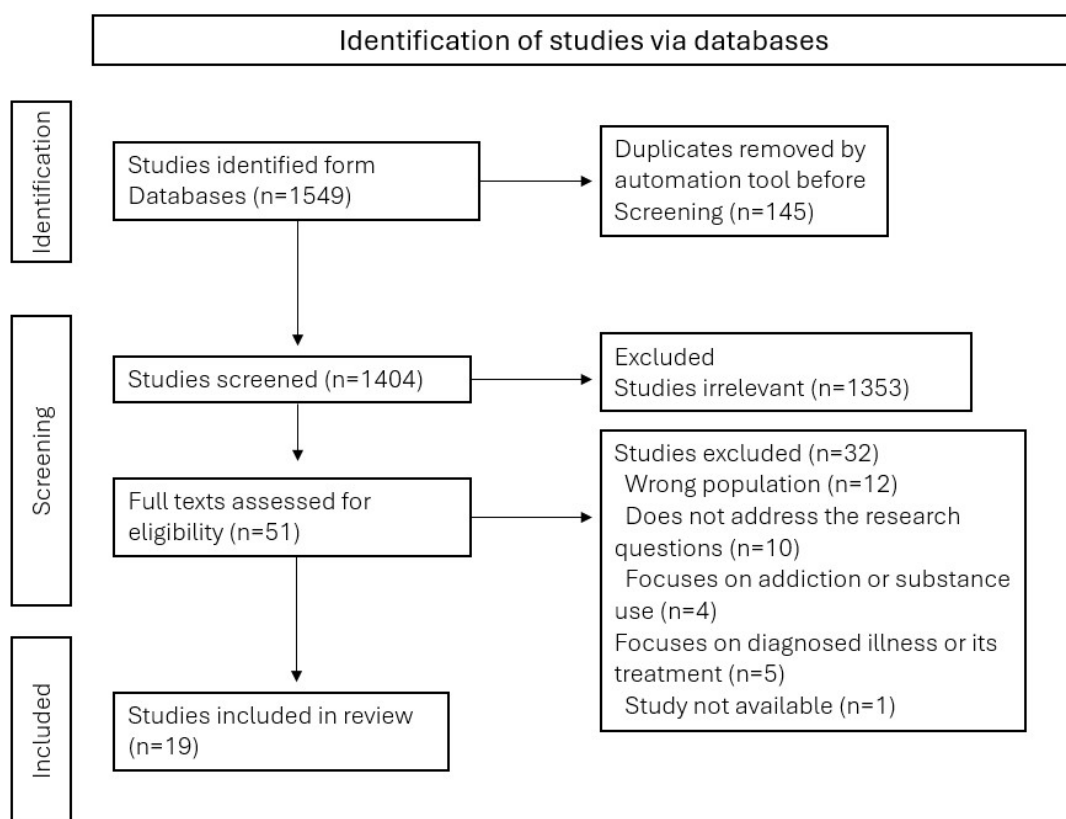 Identification of studies via databases
Identification
Studies identified form
Databases (n=1549)
Duplicates removed by
automation tool before
Screening (n=145)
Screening
Studies screened (n=1404)
Excluded
Studies irrelevant (n=1353)
Full texts assessed for
eligibility (n=51)
Studies excluded (n=32)
Wrong population (n=12)
Does not address the research
questions (n=10)
Focuses on addiction or substance
use (n=4)
Focuses on diagnosed illness or its
treatment (n=5)
Study not available (n=1)
Included
Studies included in review
(n=19)